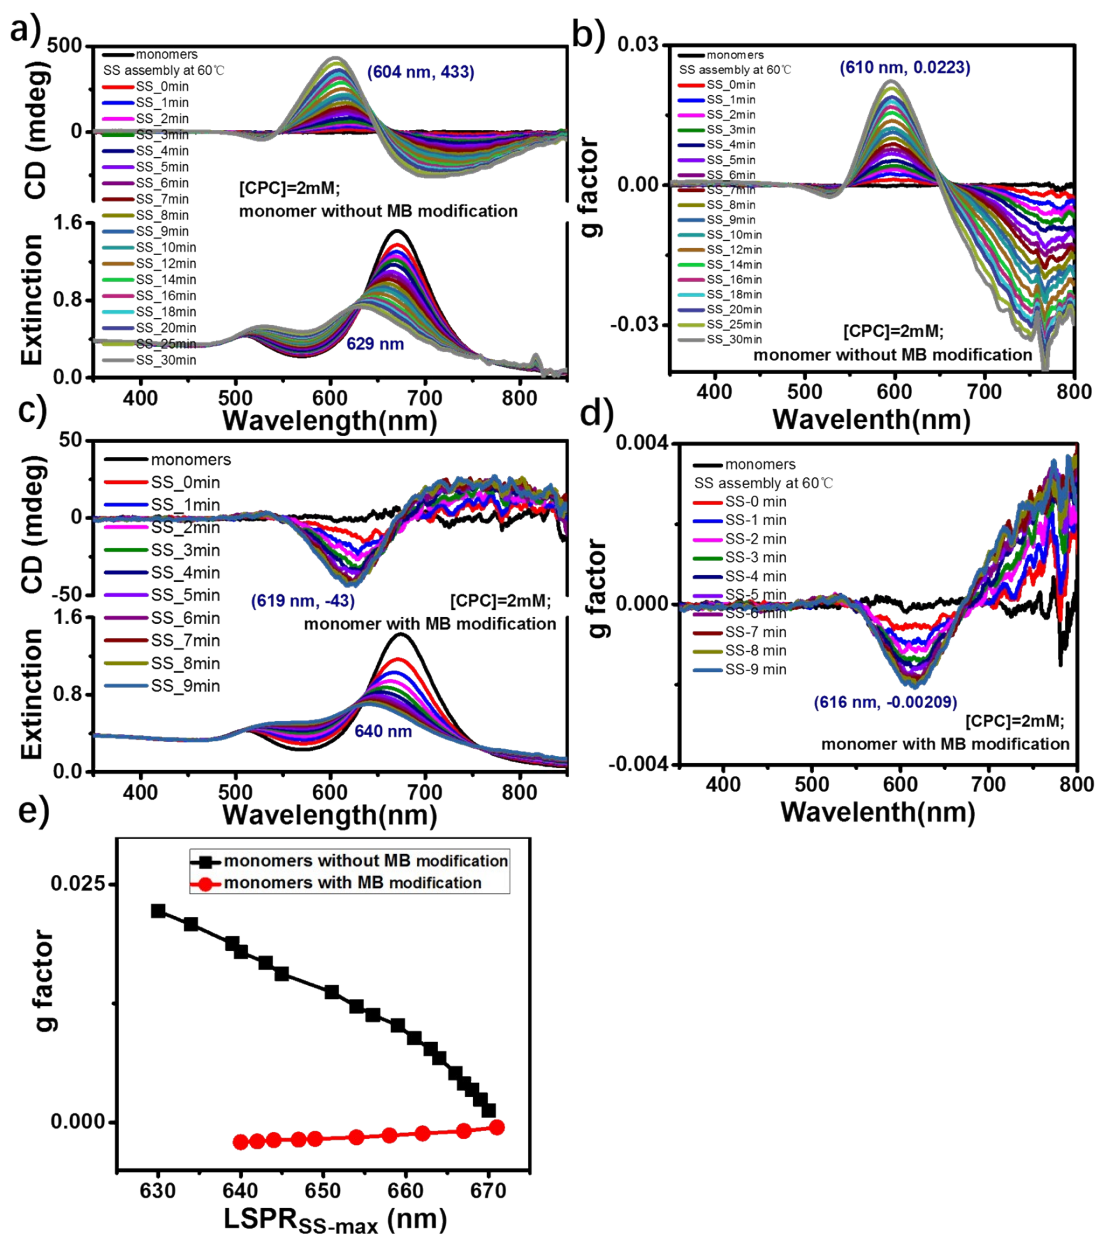 a)
500
0
CD (mdeg)
monomers
SS assembly at 60℃
SS_0min
SS_1min
SS_2min
SS_3min
SS_4min
SS_5min
SS_6min
SS_7min
SS_8min
SS_9min
SS_10min
SS_12min
SS_14min
SS_16min
SS_18min
SS_20min
SS_25min
SS_30min
(604 nm, 433)
[CPC]=2mM;
monomer without MB modification
1.6
0.8
0.0
Extinction
629 nm
400 500 600 700 800
Wavelength(nm)
b)
0.03
0.00
-0.03
g factor
monomers
SS assembly at 60℃
SS_0min
SS_1min
SS_2min
SS_3min
SS_4min
SS_5min
SS_6min
SS_7min
SS_8min
SS_9min
SS_10min
SS_12min
SS_14min
SS_16min
SS_18min
SS_20min
SS_25min
SS_30min
(610 nm, 0.0223)
[CPC]=2mM;
monomer without MB modification
400 500 600 700 800
Wavelenth(nm)
c)
50
0
-50
CD (mdeg)
monomers
SS_0min
SS_1min
SS_2min
SS_3min
SS_4min
SS_5min
SS_6min
SS_7min
SS_8min
SS_9min
(619 nm, -43)
[CPC]=2mM;
monomer with MB modification
1.6
0.8
0.0
Extinction
640 nm
400 500 600 700 800
Wavelength(nm)
d)
0.004
0.000
-0.004
g factor
monomers
SS assembly at 60℃
SS-0 min
SS-1 min
SS-2 min
SS-3 min
SS-4 min
SS-5 min
SS-6 min
SS-7 min
SS-8 min
SS-9 min
(616 nm, -0.00209)
[CPC]=2mM;
monomer with MB modification
400 500 600 700 800
Wavelenth(nm)
e)
monomers without MB modification
monomers with MB modification
0.025
0.000
g factor
630 640 650 660 670
LSPRSS-max (nm)